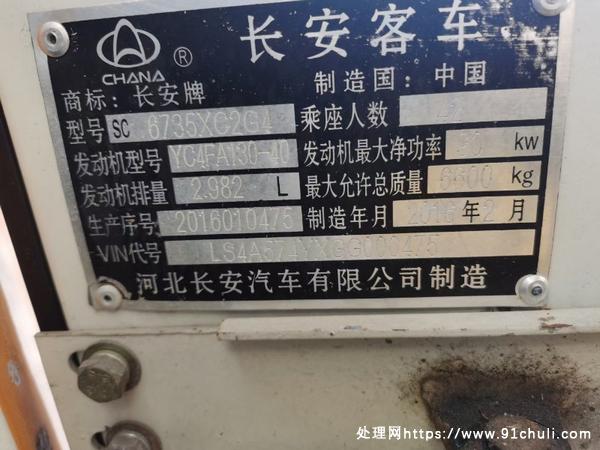 CHANA ® 长安客车
商标: 长安牌 制造国: 中国
型号 SC 6735XC2G4 乘座人数
发动机型号 YC4FA130-40 发动机最大净功率 kw
发动机排量 2.982 L 最大允许总质量 6600 kg
生产序号 2016010475 制造年月 2016 年 2 月
VIN代号
河北长安汽车有限公司制造
处理网https://www.91chuli.com/